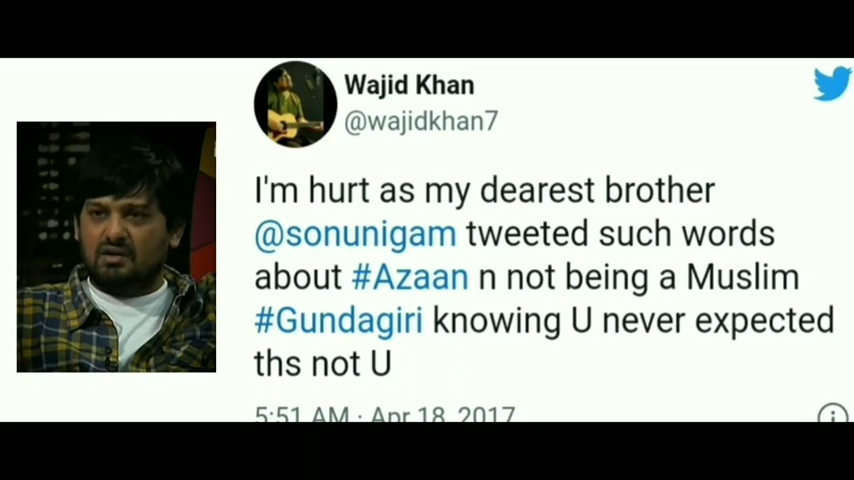 Wajid Khan
@wajidkhan7
I'm hurt as my dearest brother
@sonunigam tweeted such words
about #Azaan n not being a Muslim
#Gundagiri knowing U never expected
ths not U
5:51 AM · Apr 18, 2017